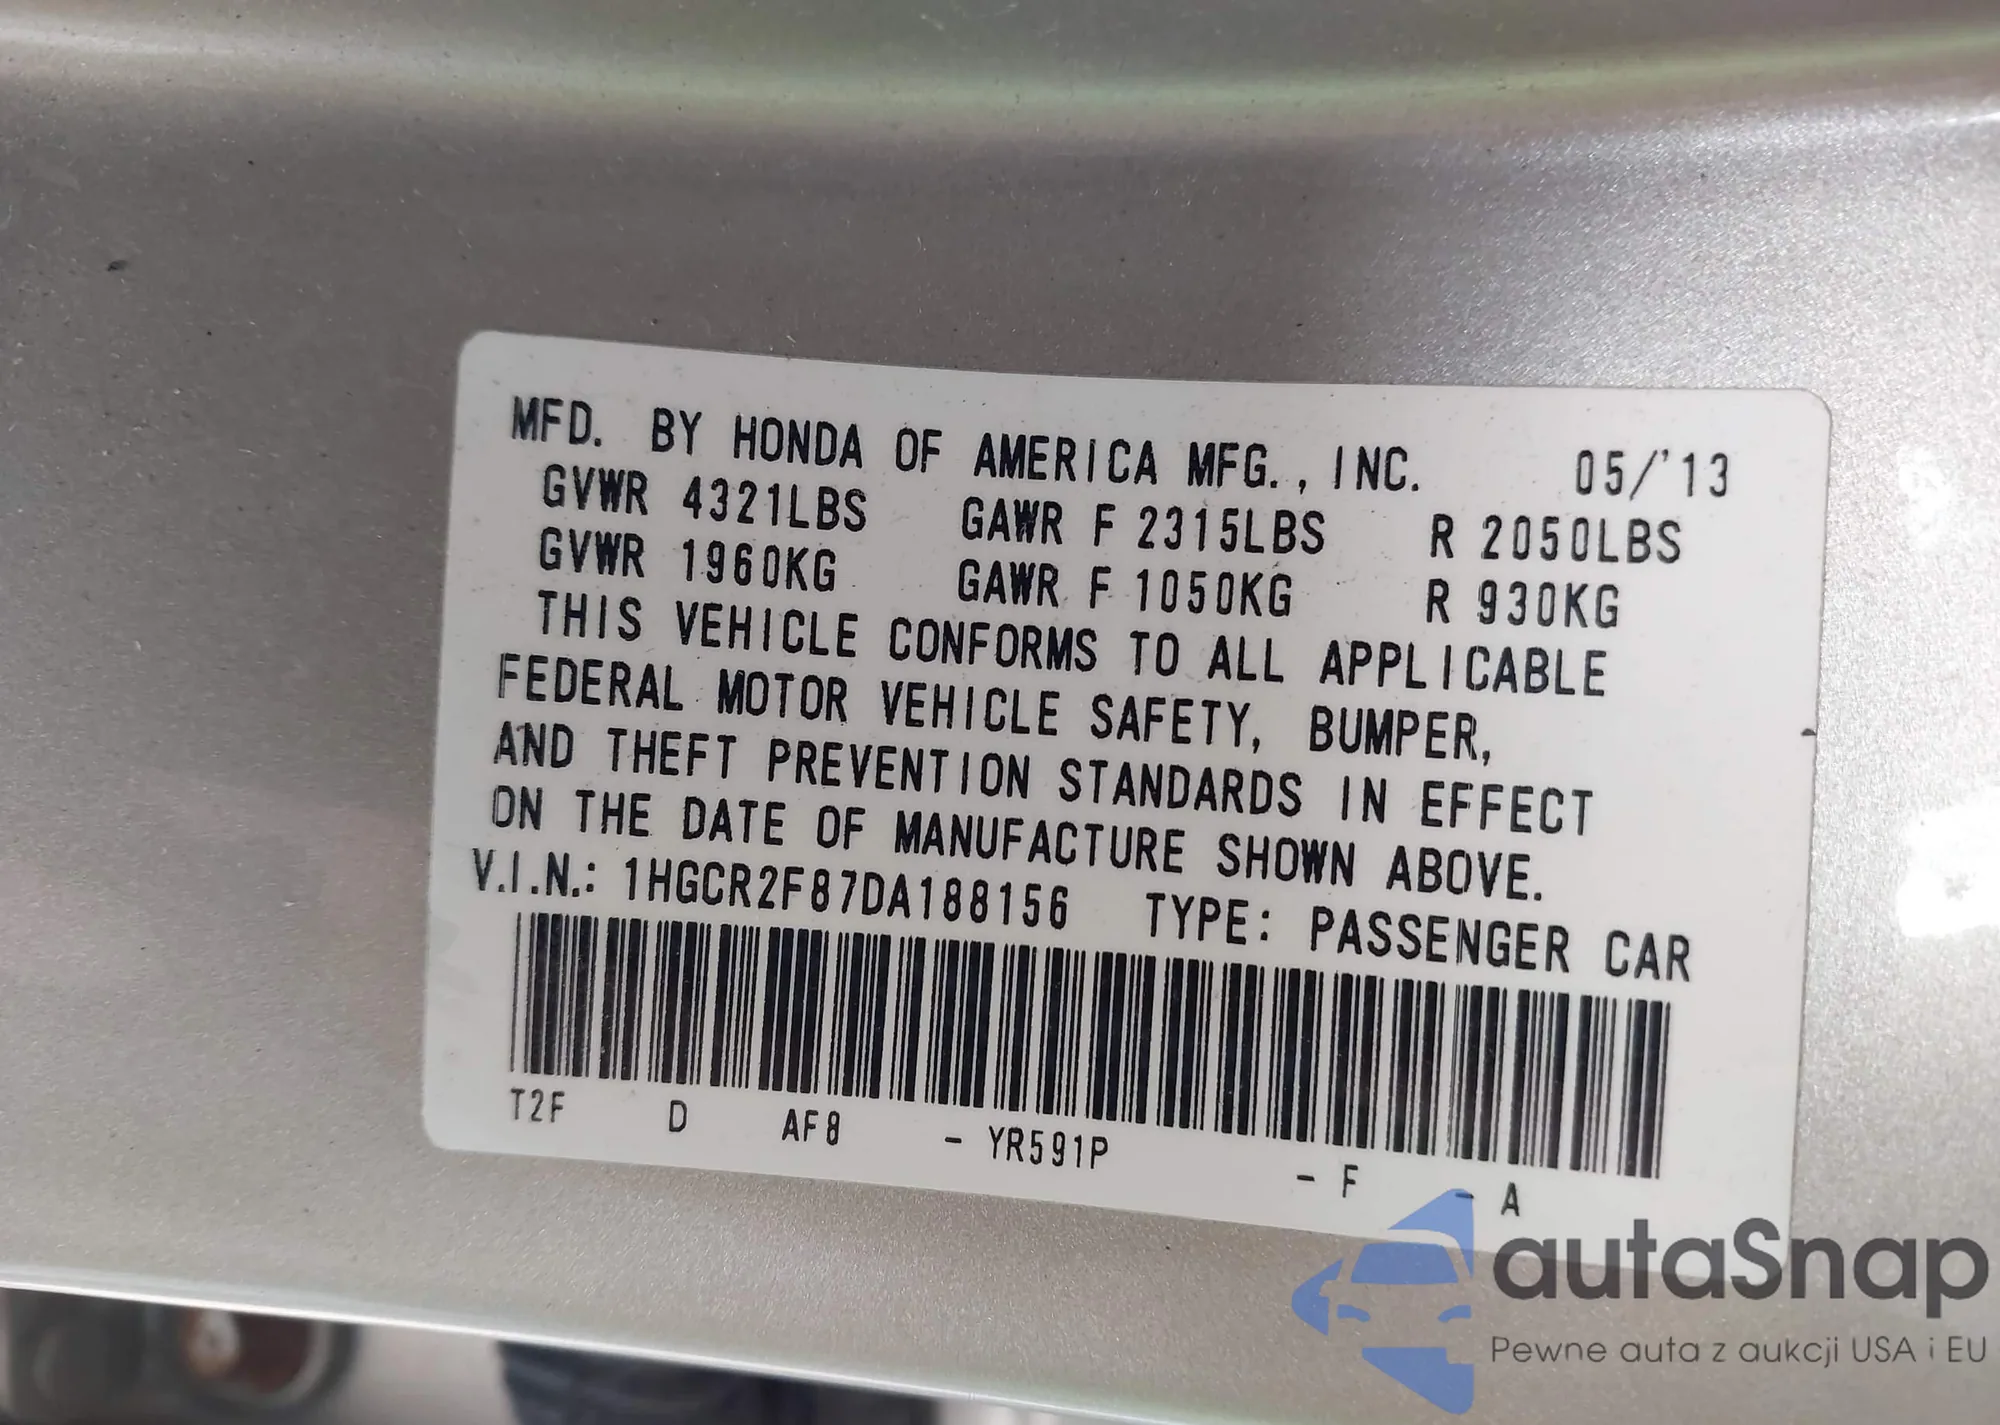 MFD. BY HONDA OF AMERICA MFG., INC. 05/'13
GVWR 4321LBS GAWR F 2315LBS R 2050LBS
GVWR 1960KG GAWR F 1050KG R 930KG
THIS VEHICLE CONFORMS TO ALL APPLICABLE
FEDERAL MOTOR VEHICLE SAFETY, BUMPER,
AND THEFT PREVENTION STANDARDS IN EFFECT
ON THE DATE OF MANUFACTURE SHOWN ABOVE.
V.I.N.: 1HGCR2F87DA188156 TYPE: PASSENGER CAR
T2F D AF8 - YR591P - F - A
autaSnap
Pewne auta z aukcji USA i EU